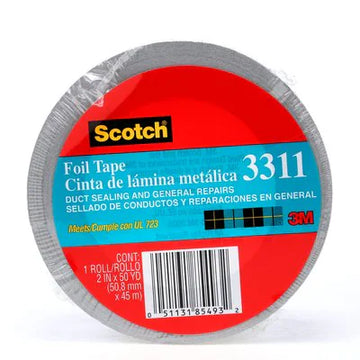 Scotch
Foil Tape
Cinta de lámina metálica 3311
DUCT SEALING AND GENERAL REPAIRS
SELLADO DE CONDUCTOS Y REPARACIONES EN GENERAL
Meets/Cumple con UL 723
3M
CONT:
1 ROLL/ROLLO
2 IN x 50 YD
(50,8 mm
x 45 m)
0 51131 85493 2